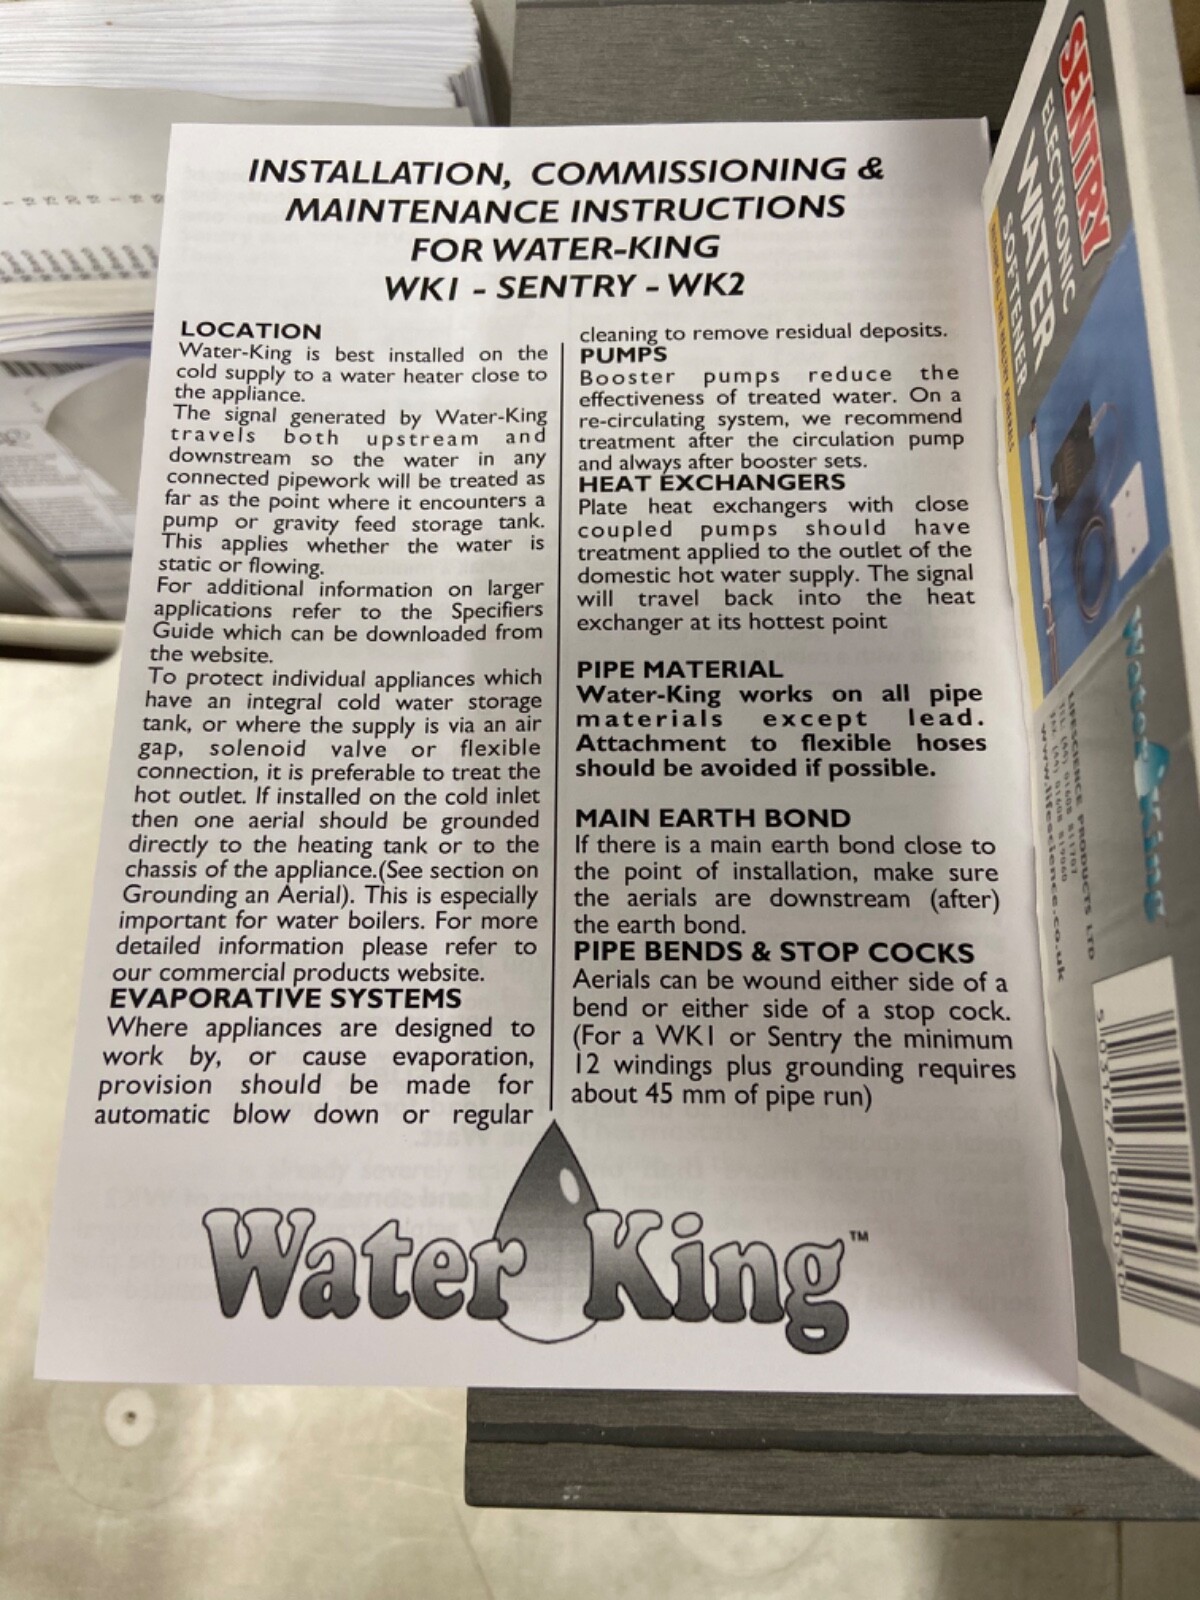 INSTALLATION, COMMISSIONING &
MAINTENANCE INSTRUCTIONS
FOR WATER-KING
WK1 - SENTRY - WK2
LOCATION
Water-King is best installed on the
cold supply to a water heater close to
the appliance.
The signal generated by Water-King
travels both upstream and
downstream so the water in any
connected pipework will be treated as
far as the point where it encounters a
pump or gravity feed storage tank.
This applies whether the water is
static or flowing.
For additional information on larger
applications refer to the Specifiers
Guide which can be downloaded from
the website.
To protect individual appliances which
have an integral cold water storage
tank, or where the supply is via an air
gap, solenoid valve or flexible
connection, it is preferable to treat the
hot outlet. If installed on the cold inlet
then one aerial should be grounded
directly to the heating tank or to the
chassis of the appliance.(See section on
Grounding an Aerial). This is especially
important for water boilers. For more
detailed information please refer to
our commercial products website.
EVAPORATIVE SYSTEMS
Where appliances are designed to
work by, or cause evaporation,
provision should be made for
automatic blow down or regular
cleaning to remove residual deposits.
PUMPS
Booster pumps reduce the
effectiveness of treated water. On a
re-circulating system, we recommend
treatment after the circulation pump
and always after booster sets.
HEAT EXCHANGERS
Plate heat exchangers with close
coupled pumps should have
treatment applied to the outlet of the
domestic hot water supply. The signal
will travel back into the heat
exchanger at its hottest point
PIPE MATERIAL
Water-King works on all pipe
materials except lead.
Attachment to flexible hoses
should be avoided if possible.
MAIN EARTH BOND
If there is a main earth bond close to
the point of installation, make sure
the aerials are downstream (after)
the earth bond.
PIPE BENDS & STOP COCKS
Aerials can be wound either side of a
bend or either side of a stop cock.
(For a WK1 or Sentry the minimum
12 windings plus grounding requires
about 45 mm of pipe run)
Water King™
SENTRY
ELECTRONIC
WATER
SOFTENER
Water King
LIFESCIENCE PRODUCTS LTD
www.lifescience.co.uk